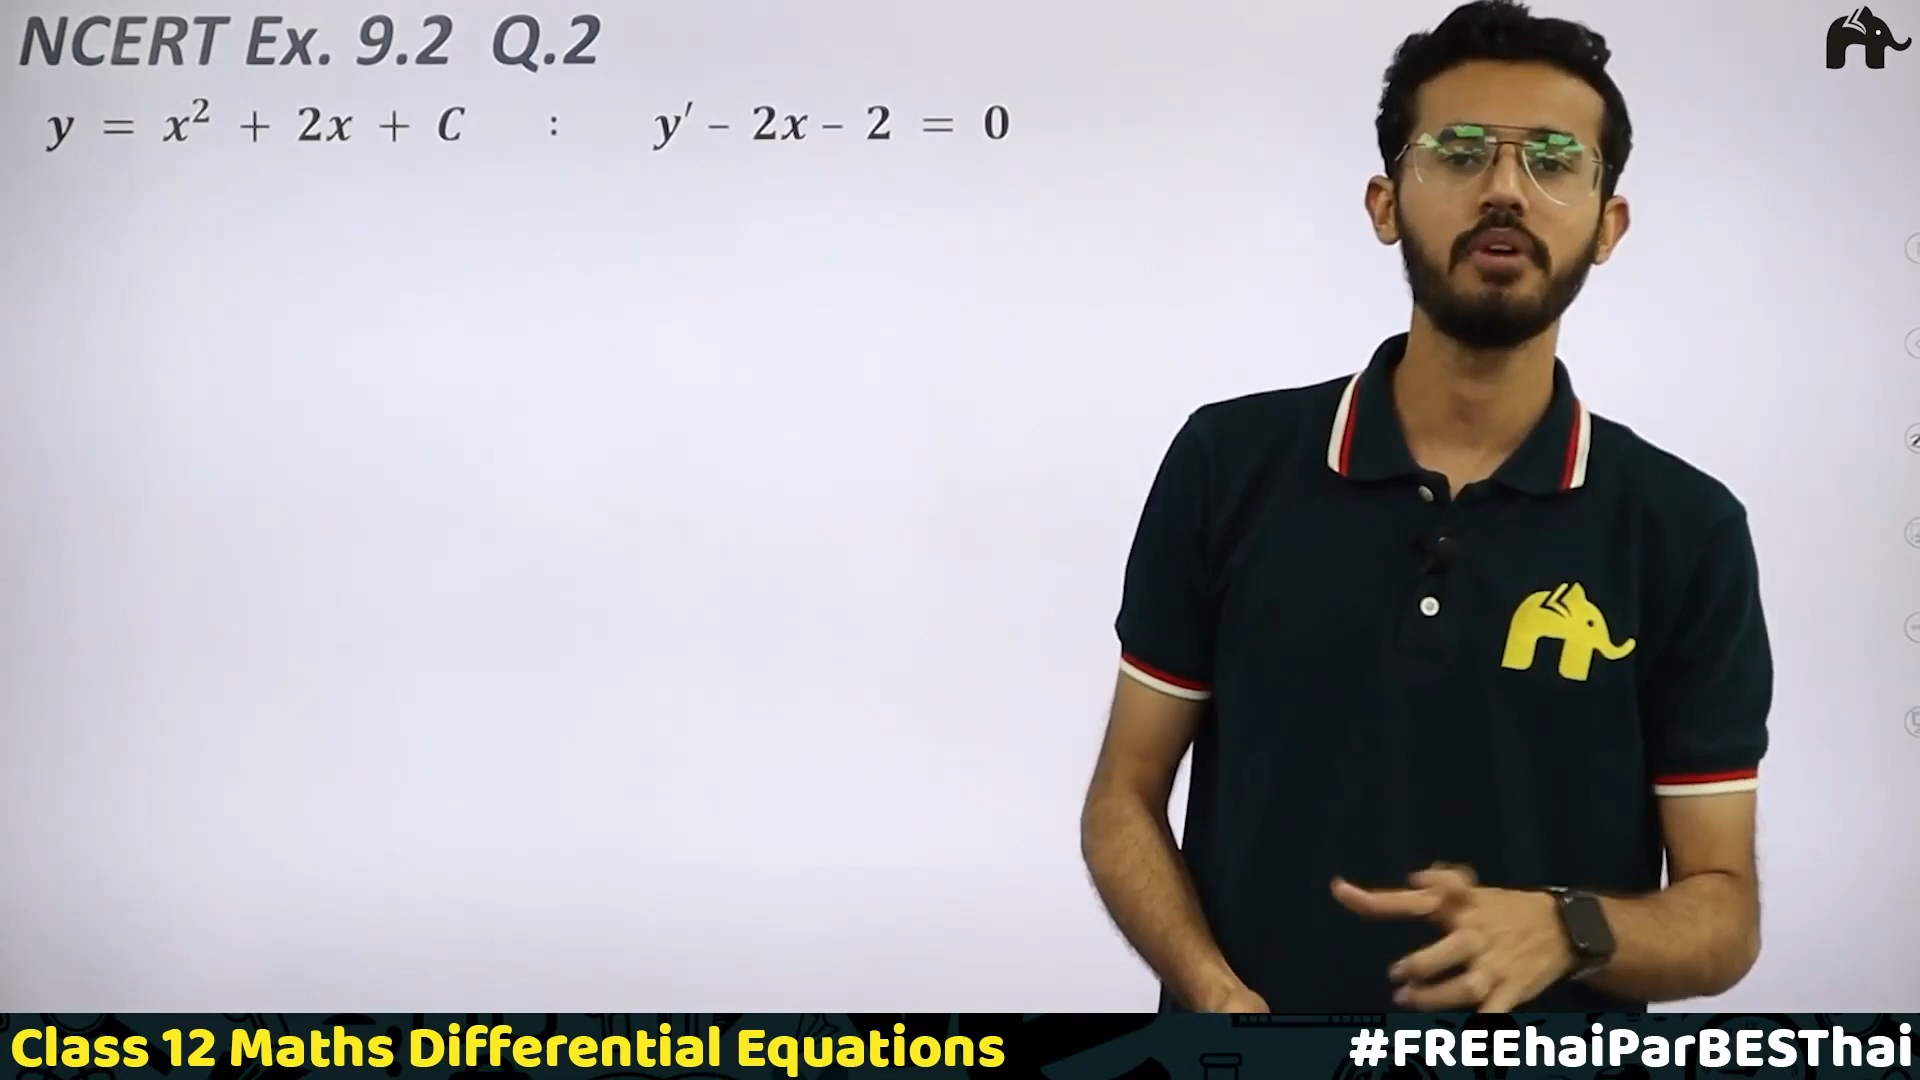 NCERT Ex. 9.2 Q.2
y = x² + 2x + C : y′ – 2x – 2 = 0
Class 12 Maths Differential Equations
#FREEhaiParBESThai